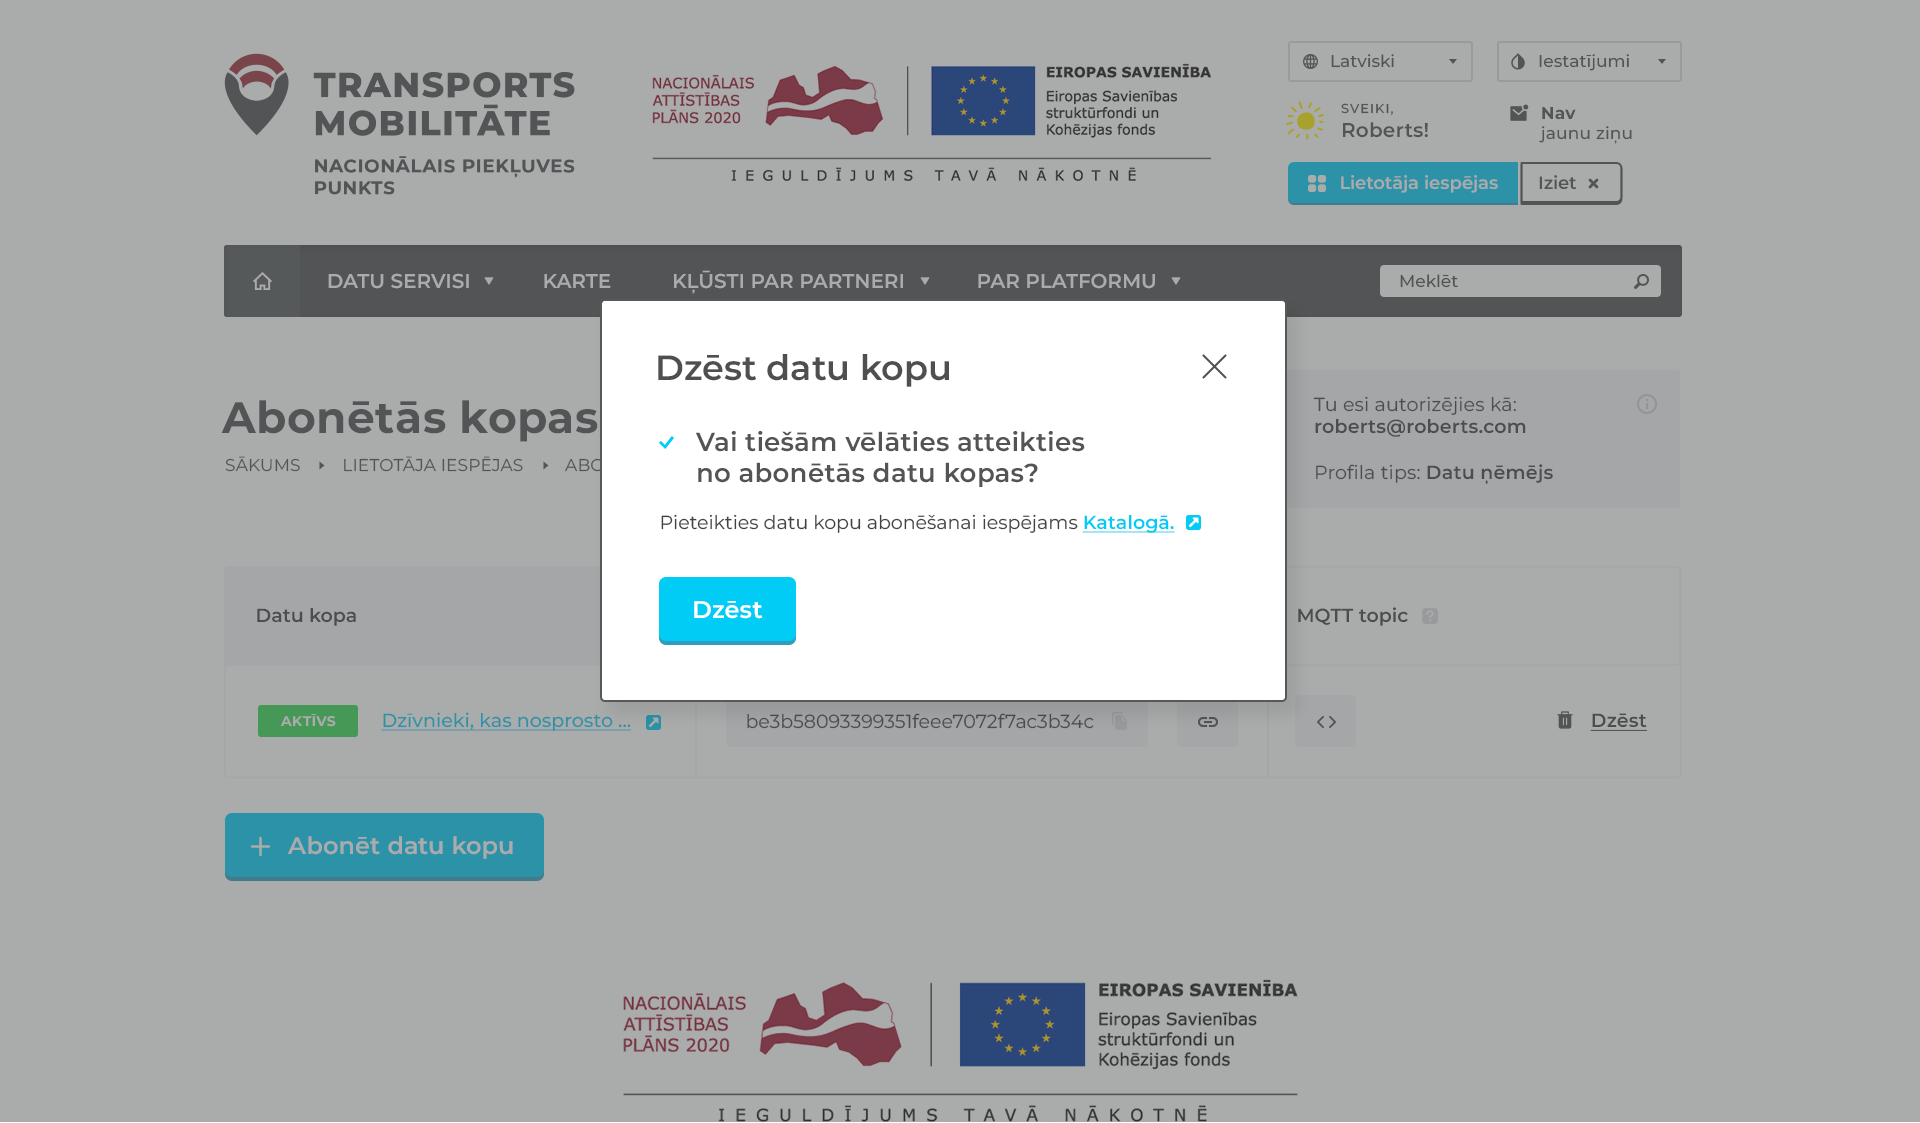 TRANSPORTS
MOBILITĀTE
NACIONĀLAIS PIEKĻUVES
PUNKTS
NACIONĀLAIS
ATTĪSTĪBAS
PLĀNS 2020
EIROPAS SAVIENĪBA
Eiropas Savienības
struktūrfondi un
Kohēzijas fonds
IEGULDĪJUMS TAVĀ NĀKOTNĒ
Latviski
Iestatījumi
SVEIKI,
Roberts!
Nav
jaunu ziņu
Lietotāja iespējas
Iziet
DATU SERVISI
KARTE
KĻŪSTI PAR PARTNERI
PAR PLATFORMU
Meklēt
Abonētās kopas
SĀKUMS
LIETOTĀJA IESPĒJAS
ABO
Tu esi autorizējies kā:
roberts@roberts.com
Profila tips: Datu ņēmējs
Dzēst datu kopu
Vai tiešām vēlāties atteikties
no abonētās datu kopas?
Pieteikties datu kopu abonēšanai iespējams Katalogā.
Dzēst
Datu kopa
MQTT topic ?
AKTĪVS
Dzīvnieki, kas nosprosto ...
be3b58093399351feee7072f7ac3b34c
Dzēst
Abonēt datu kopu
NACIONĀLAIS
ATTĪSTĪBAS
PLĀNS 2020
EIROPAS SAVIENĪBA
Eiropas Savienības
struktūrfondi un
Kohēzijas fonds
IEGULDĪJUMS TAVĀ NĀKOTNĒ